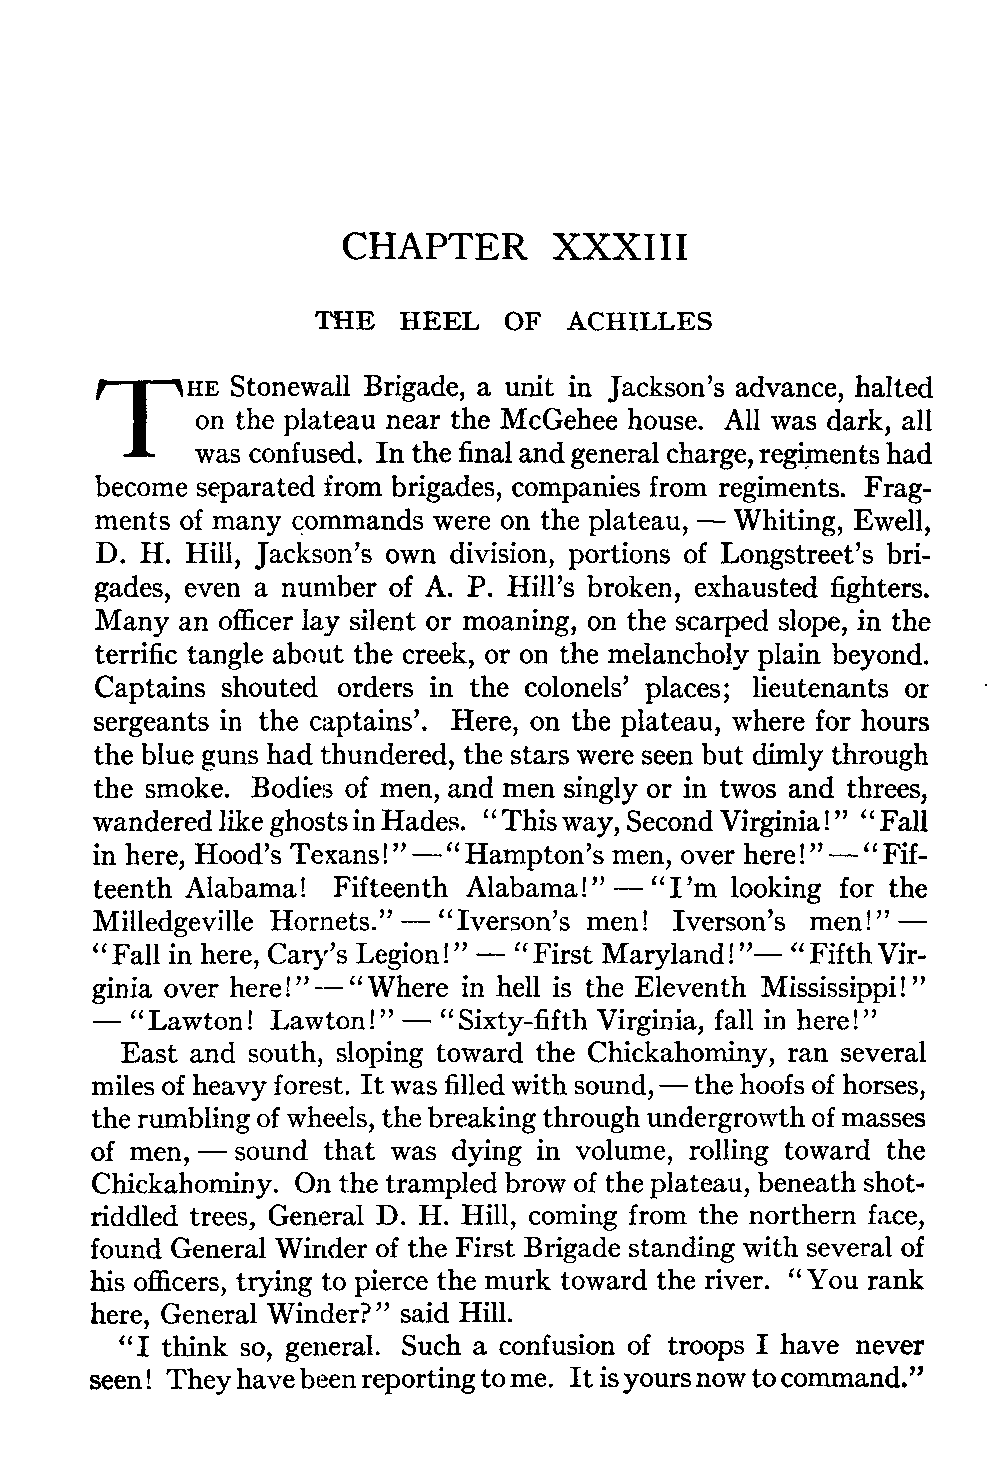 CHAPTER XXXIII
THE HEEL OF ACHILLES
THE Stonewall Brigade, a unit in Jackson's advance, halted
on the plateau near the McGehee house. All was dark, all
was confused. In the final and general charge, regiments had
become separated from brigades, companies from regiments. Frag-
ments of many commands were on the plateau, — Whiting, Ewell,
D. H. Hill, Jackson's own division, portions of Longstreet's bri-
gades, even a number of A. P. Hill's broken, exhausted fighters.
Many an officer lay silent or moaning, on the scarped slope, in the
terrific tangle about the creek, or on the melancholy plain beyond.
Captains shouted orders in the colonels' places; lieutenants or
sergeants in the captains'. Here, on the plateau, where for hours
the blue guns had thundered, the stars were seen but dimly through
the smoke. Bodies of men, and men singly or in twos and threes,
wandered like ghosts in Hades. "This way, Second Virginia!" "Fall
in here, Hood's Texans!" — "Hampton's men, over here!" — "Fif-
teenth Alabama! Fifteenth Alabama!" — "I'm looking for the
Milledgeville Hornets." — "Iverson's men! Iverson's men!" —
"Fall in here, Cary's Legion!" — "First Maryland!" — "Fifth Vir-
ginia over here!" — "Where in hell is the Eleventh Mississippi!"
— "Lawton! Lawton!" — "Sixty-fifth Virginia, fall in here!"
East and south, sloping toward the Chickahominy, ran several
miles of heavy forest. It was filled with sound, — the hoofs of horses,
the rumbling of wheels, the breaking through undergrowth of masses
of men, — sound that was dying in volume, rolling toward the
Chickahominy. On the trampled brow of the plateau, beneath shot-
riddled trees, General D. H. Hill, coming from the northern face,
found General Winder of the First Brigade standing with several of
his officers, trying to pierce the murk toward the river. "You rank
here, General Winder?" said Hill.
"I think so, general. Such a confusion of troops I have never
seen! They have been reporting to me. It is yours now to command."